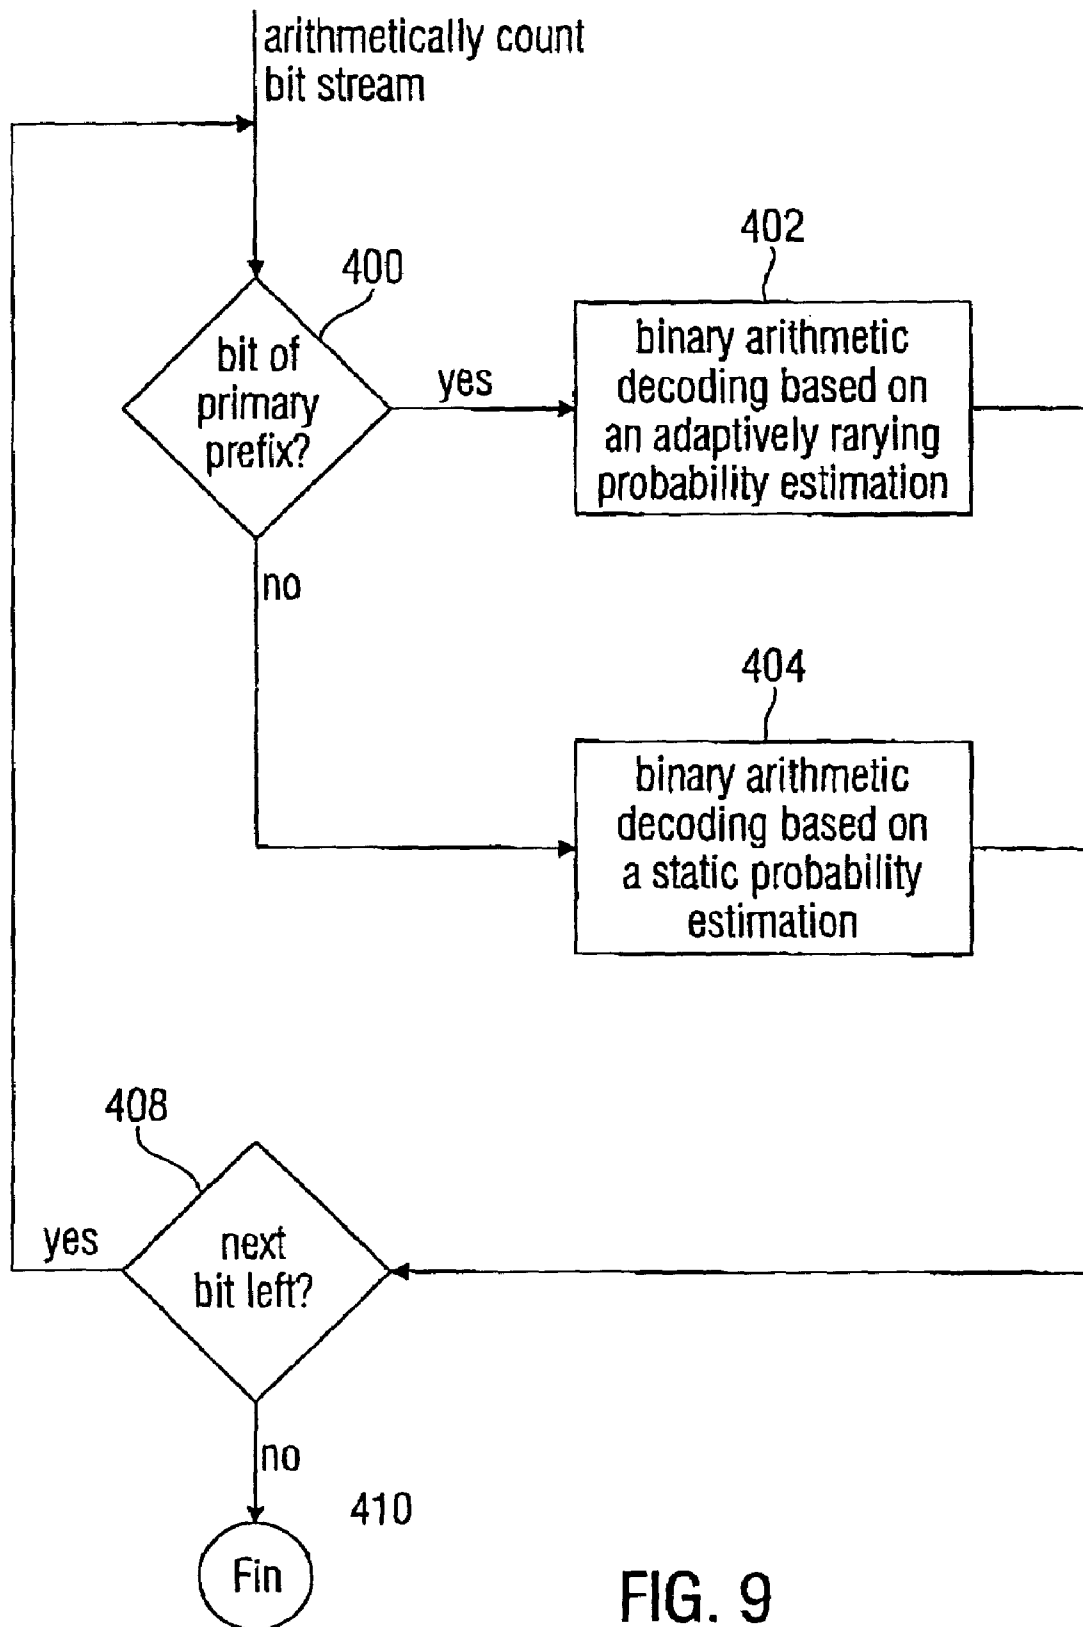 arithmetically count
bit stream
400
bit of
primary
prefix?
yes
402
binary arithmetic
decoding based on
an adaptively rarying
probability estimation
no
404
binary arithmetic
decoding based on
a static probability
estimation
408
yes
next
bit left?
no
410
Fin
FIG. 9